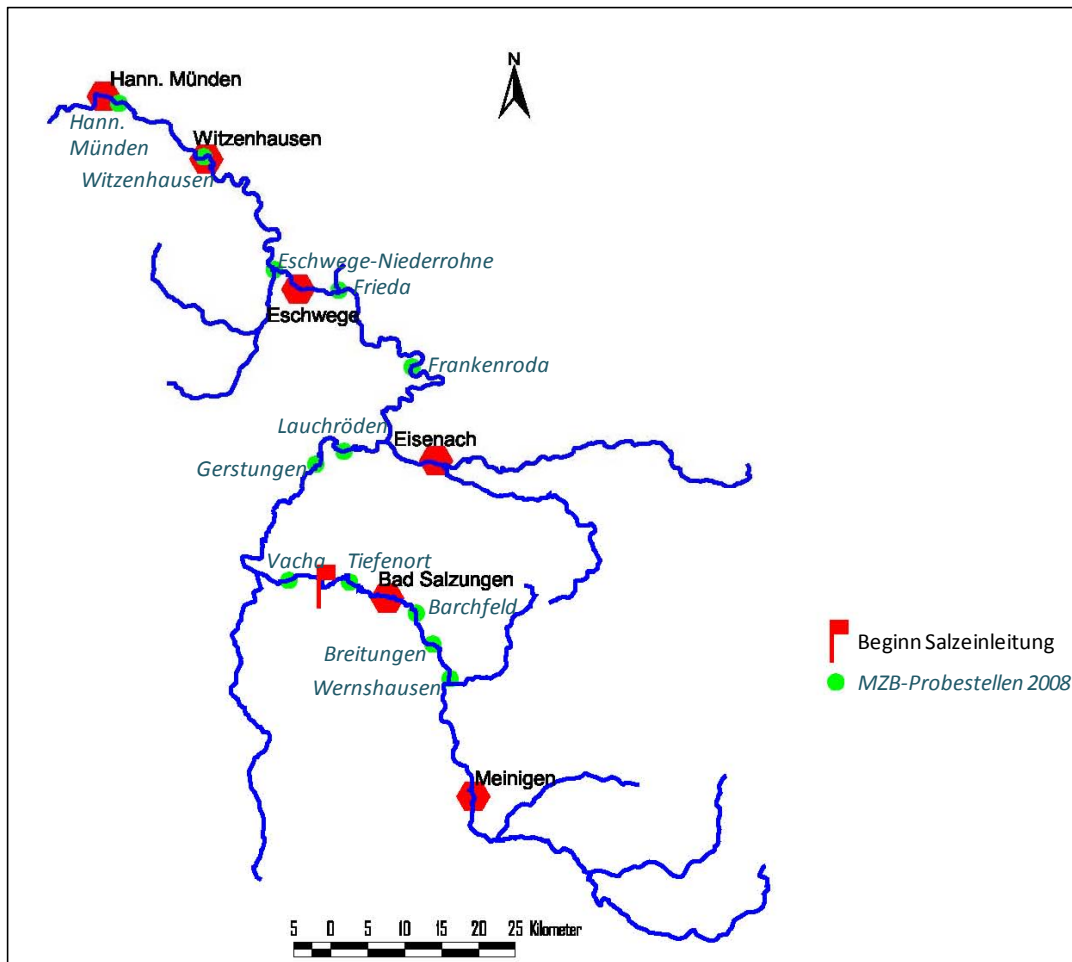 N
Hann. Münden
Hann.
Münden
Witzenhausen
Witzenhausen
Eschwege-Niederrohne
Frieda
Eschwege
Frankenroda
Lauchröden
Eisenach
Gerstungen
Vacha
Tiefenort
Bad Salzungen
Barchfeld
Breitungen
Wernshausen
Beginn Salzeinleitung
MZB-Probestellen 2008
Meinigen
5 0 5 10 15 20 25 Kilometer